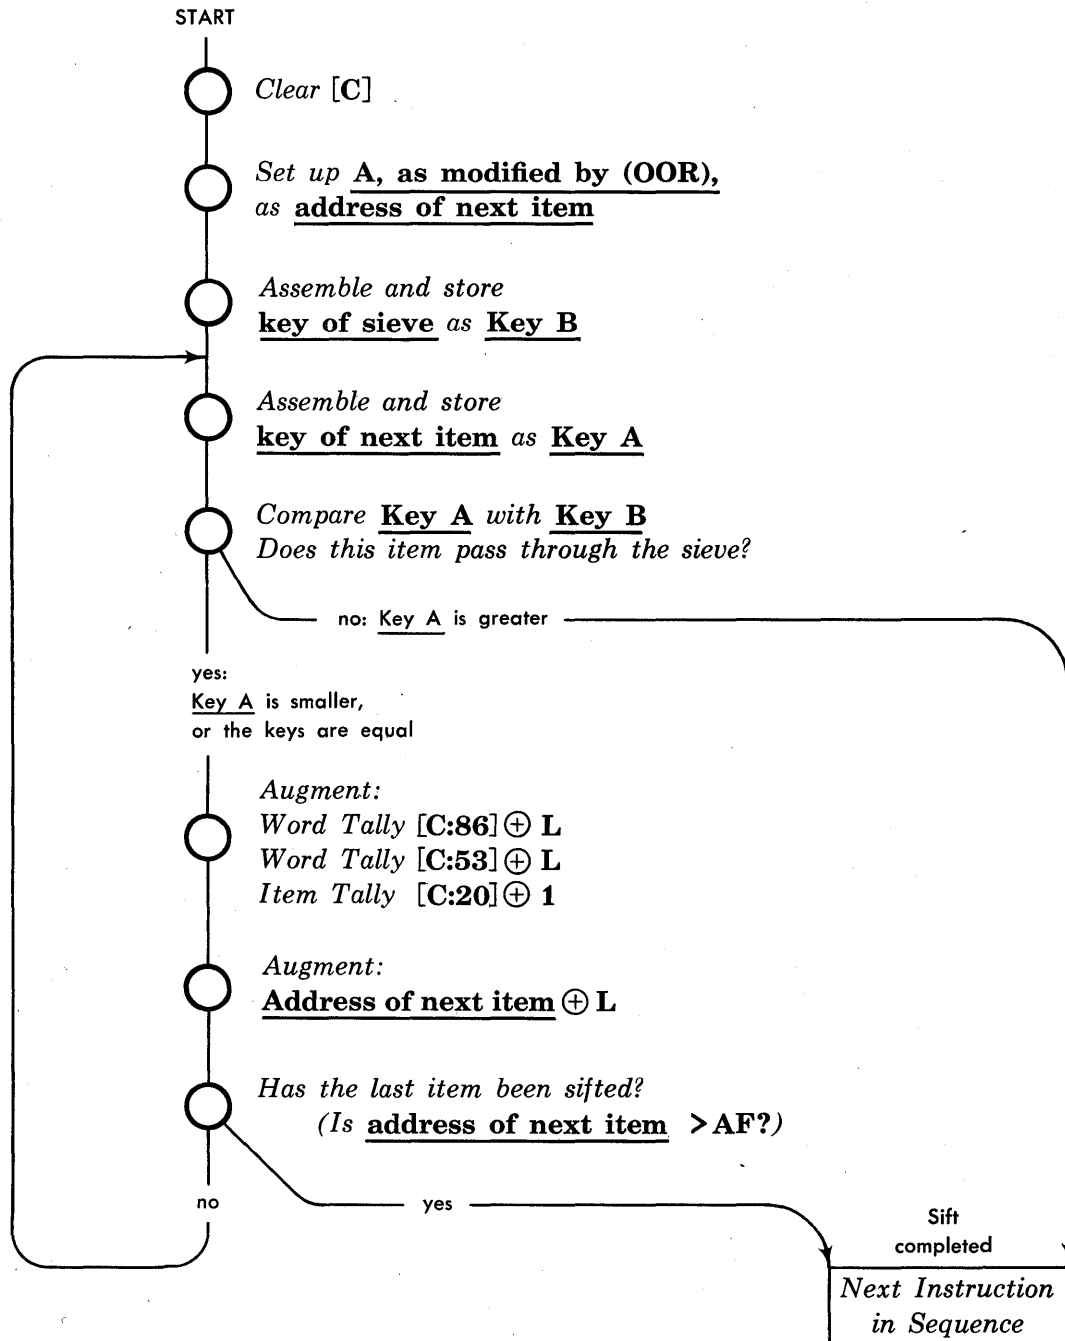 START
Clear [C]
Set up A, as modified by (OOR),
as address of next item
Assemble and store
key of sieve as Key B
Assemble and store
key of next item as Key A
Compare Key A with Key B
Does this item pass through the sieve?
no: Key A is greater
yes:
Key A is smaller,
or the keys are equal
Augment:
Word Tally [C:86] ⊕ L
Word Tally [C:53] ⊕ L
Item Tally [C:20] ⊕ 1
Augment:
Address of next item ⊕ L
Has the last item been sifted?
(Is address of next item >AF?)
no
yes
Sift
completed
Next Instruction
in Sequence